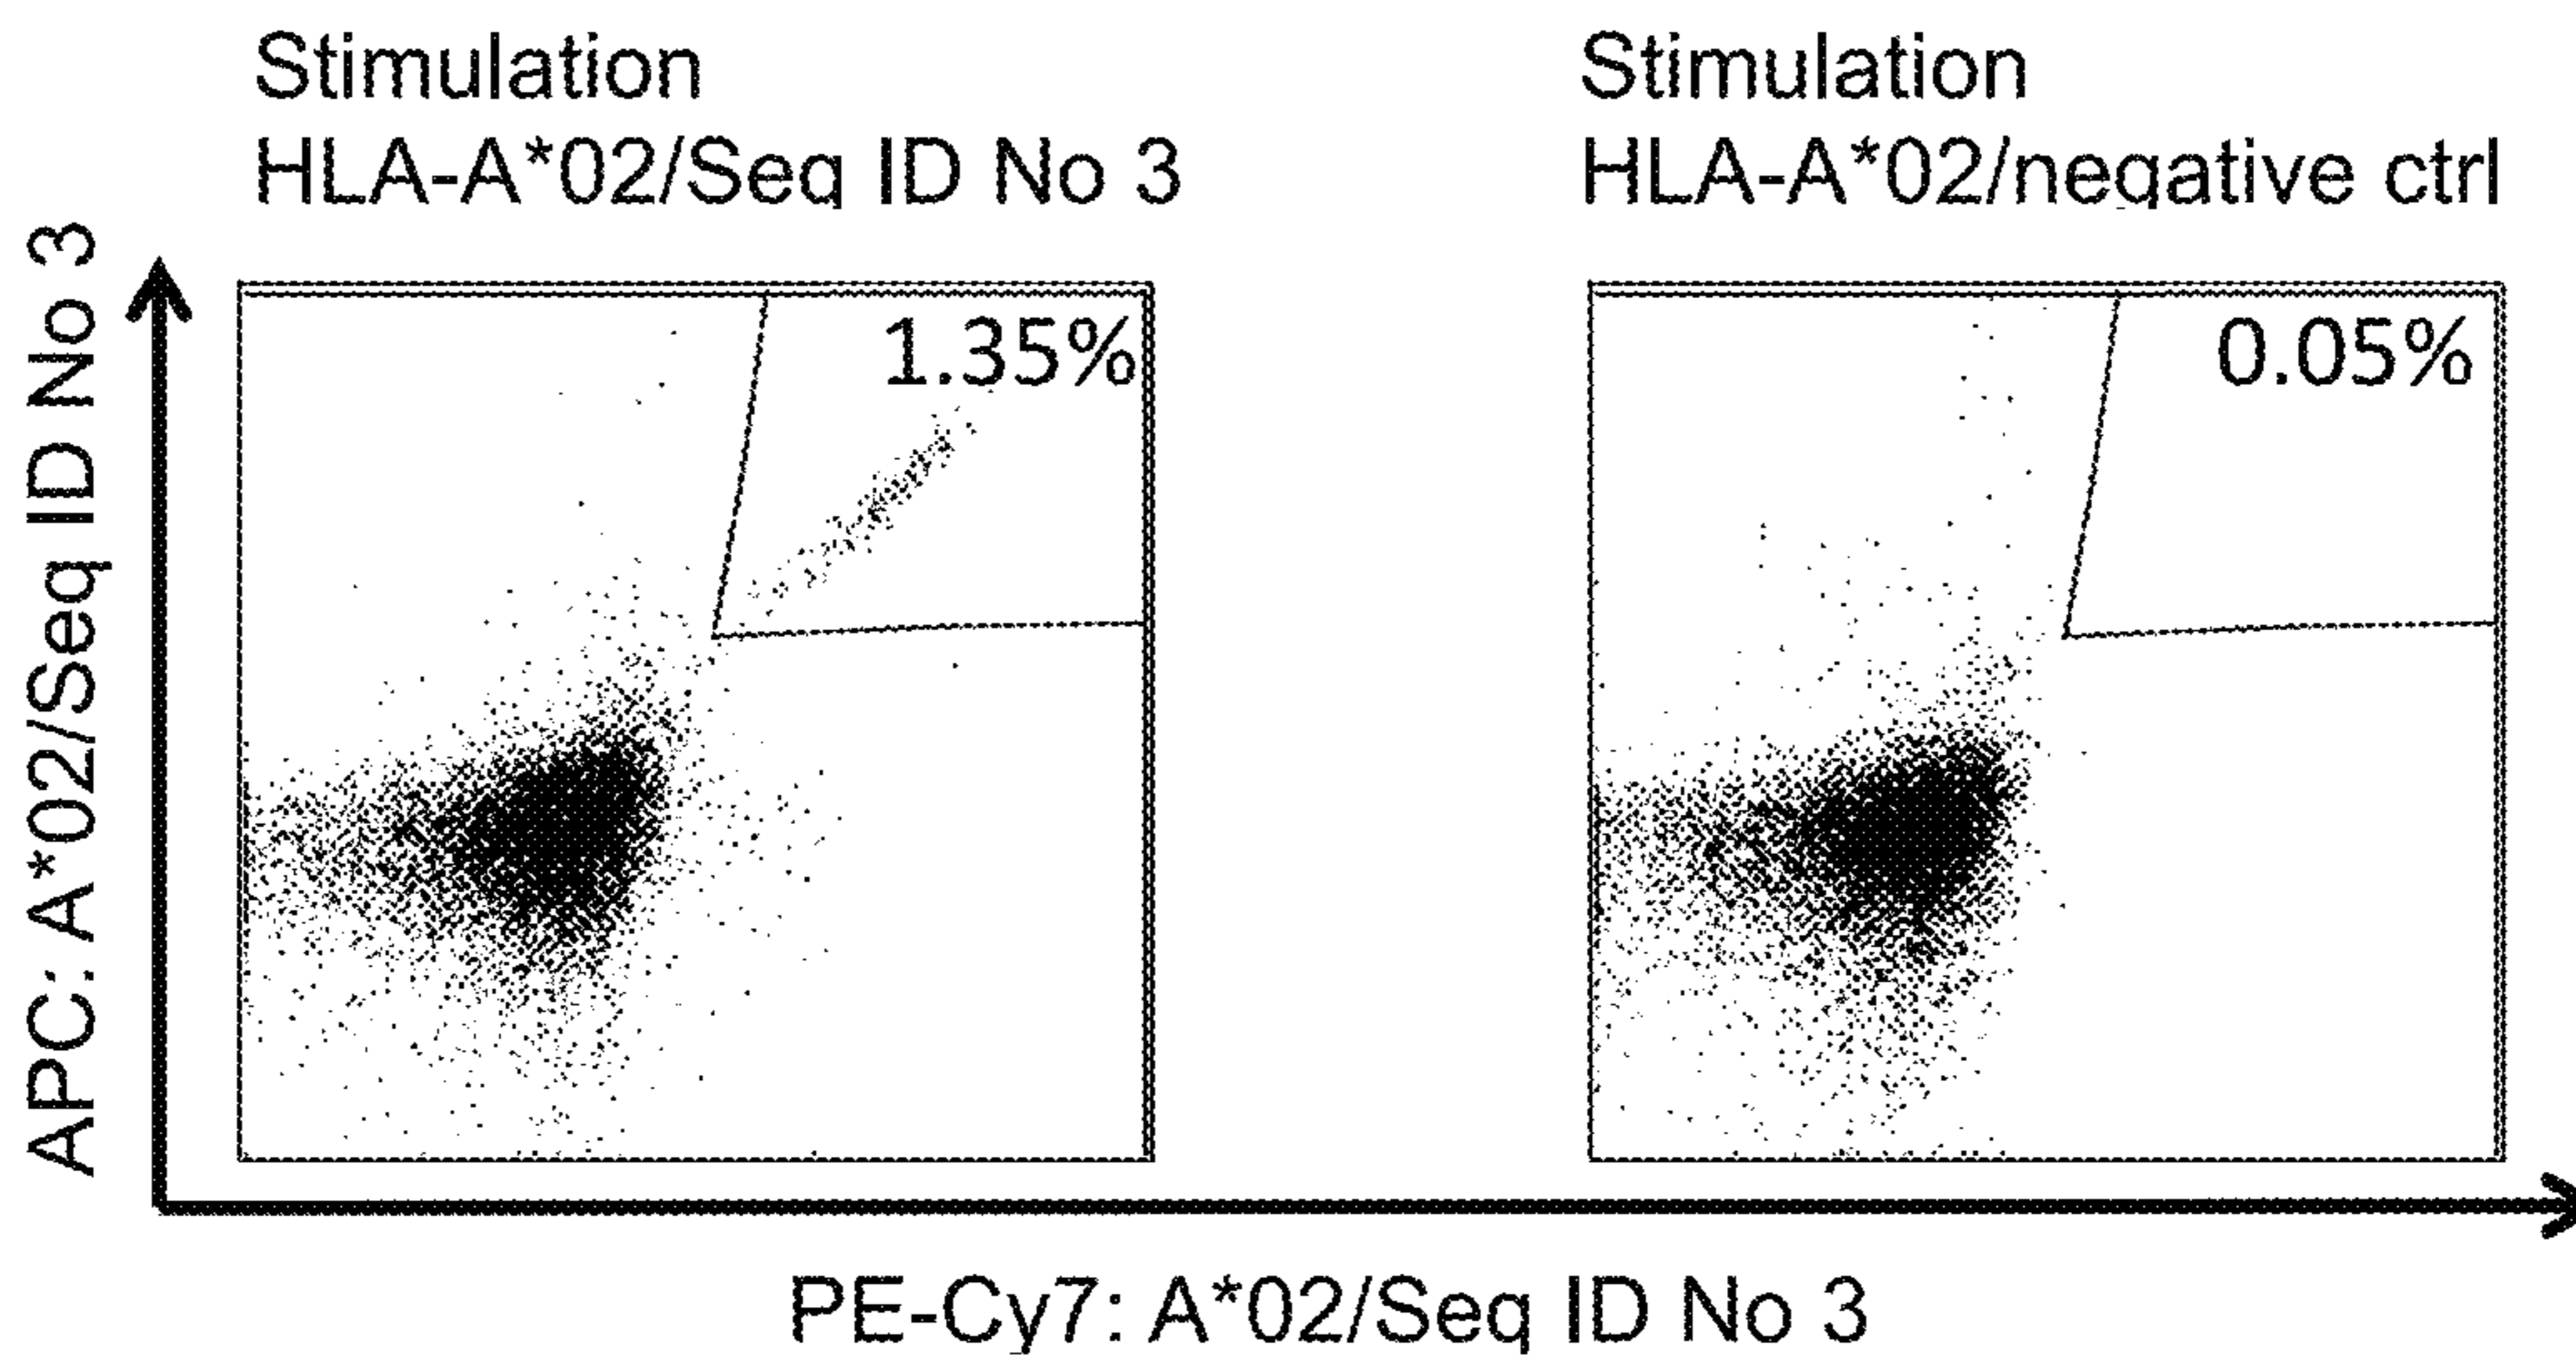 Stimulation
HLA-A*02/Seq ID No 3
Stimulation
HLA-A*02/negative ctrl
APC: A*02/Seq ID No 3
1.35%
0.05%
PE-Cy7: A*02/Seq ID No 3